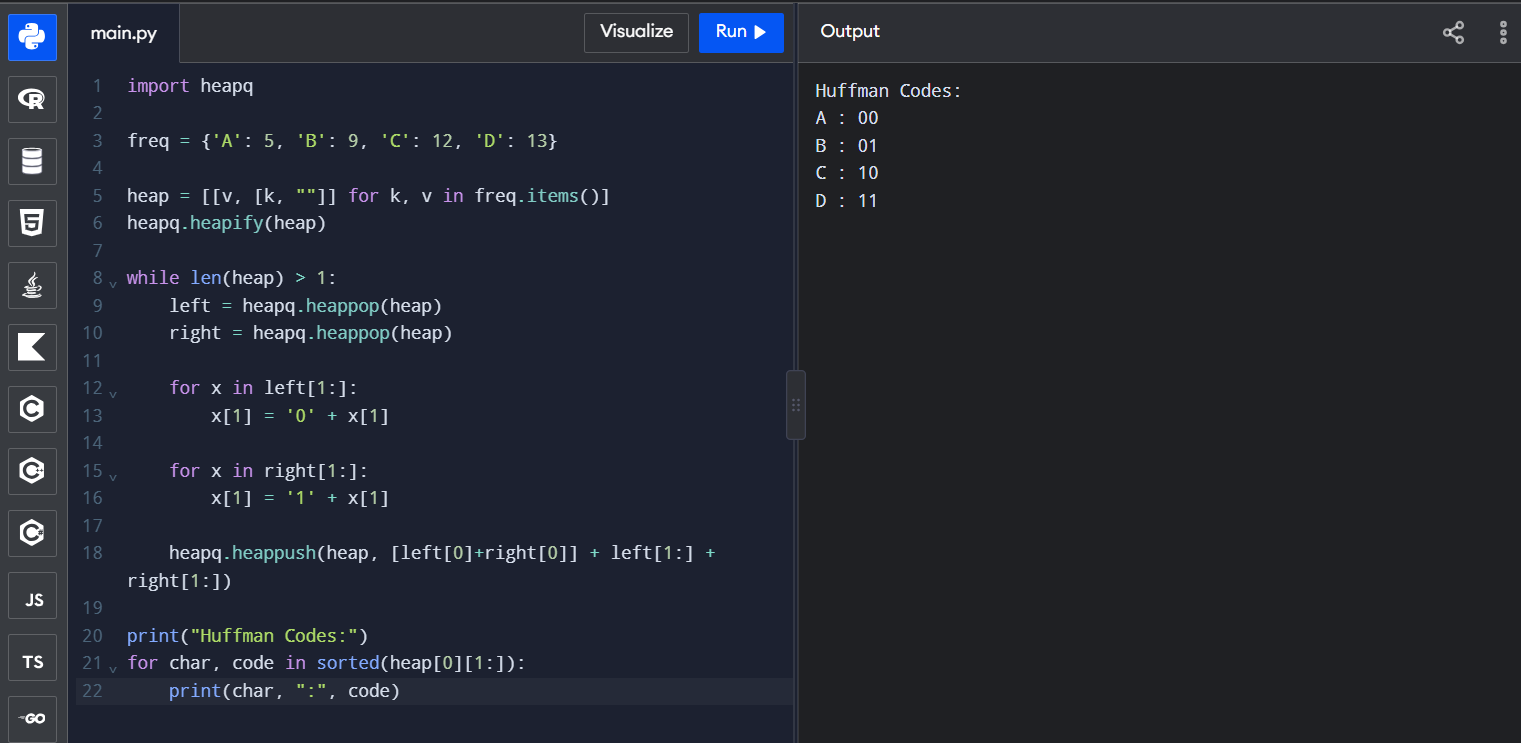 main.py
Visualize
Run
Output
1 import heapq
2
3 freq = {'A': 5, 'B': 9, 'C': 12, 'D': 13}
4
5 heap = [[v, [k, ""]] for k, v in freq.items()]
6 heapq.heapify(heap)
7
8 while len(heap) > 1:
9     left = heapq.heappop(heap)
10     right = heapq.heappop(heap)
11
12     for x in left[1:]:
13         x[1] = '0' + x[1]
14
15     for x in right[1:]:
16         x[1] = '1' + x[1]
17
18     heapq.heappush(heap, [left[0]+right[0]] + left[1:] +
right[1:])
19
20 print("Huffman Codes:")
21 for char, code in sorted(heap[0][1:]):
22     print(char, ":", code)
Huffman Codes:
A : 00
B : 01
C : 10
D : 11
R
5
C
C
C
JS
TS
GO